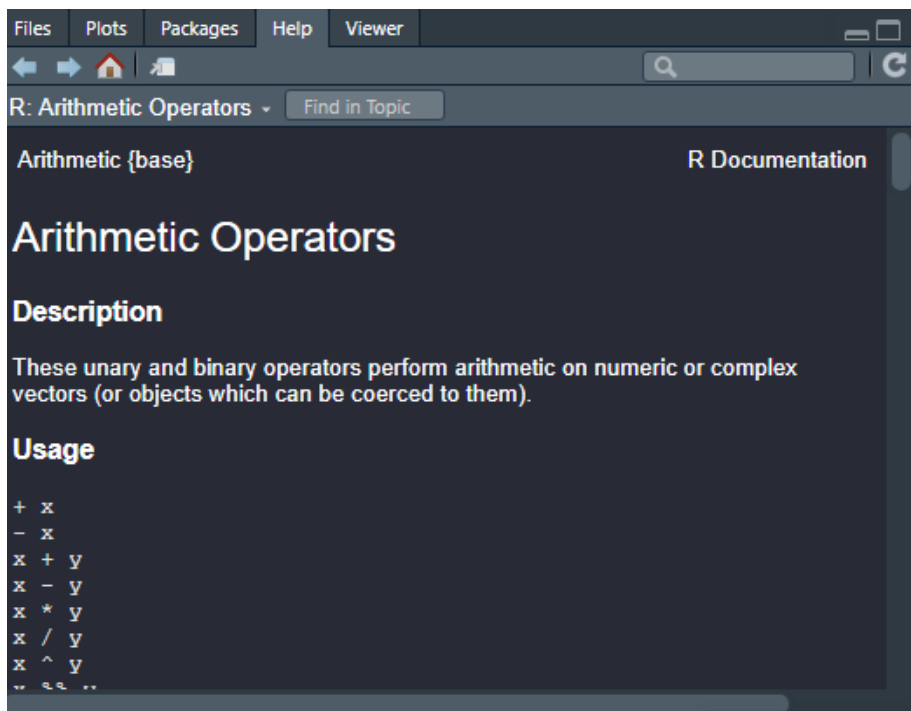 Files Plots Packages Help Viewer
R: Arithmetic Operators Find in Topic
Arithmetic {base} R Documentation
Arithmetic Operators
Description
These unary and binary operators perform arithmetic on numeric or complex
vectors (or objects which can be coerced to them).
Usage
+ x
- x
x + y
x - y
x * y
x / y
x ^ y
x %% y